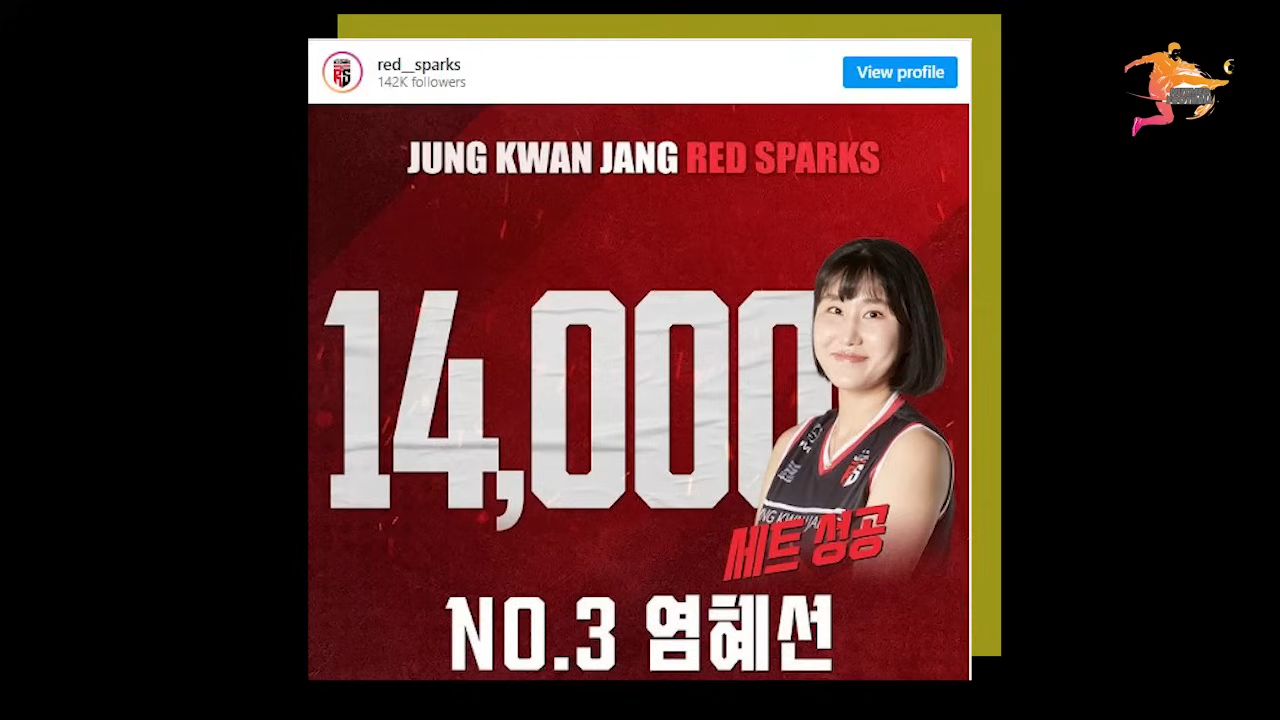 red__sparks
142K followers
View profile
JUNG KWAN JANG RED SPARKS
14,000
세트 성공
NO.3 염혜선